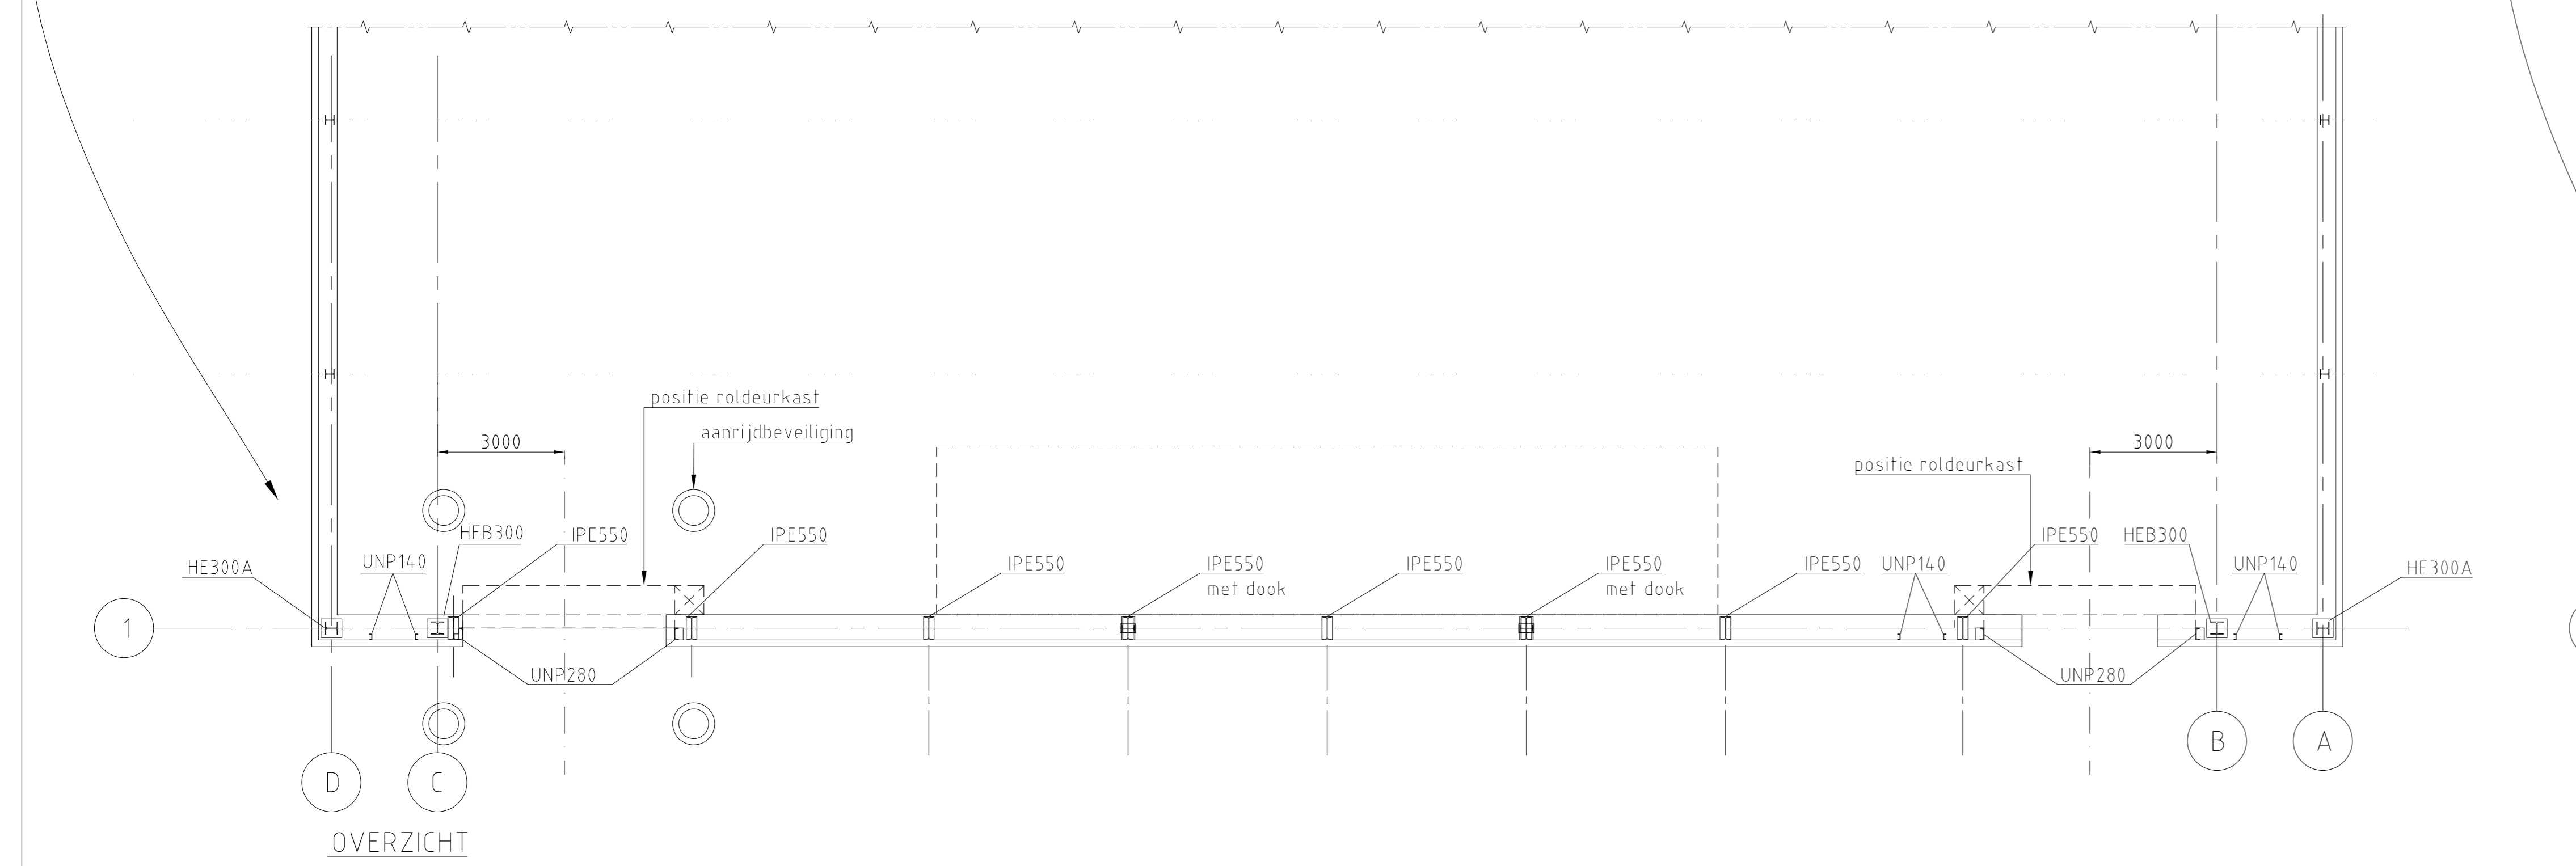 positie roldeurkast
aanrijdbeveiliging
3000
3000
positie roldeurkast
HEB300
IPE550
IPE550
IPE550
HEB300
UNP140
IPE550
IPE550
met dook
IPE550
IPE550
met dook
IPE550
UNP140
UNP140
HE300A
HE300A
1
UNP280
UNP280
D
C
B
A
OVERZICHT